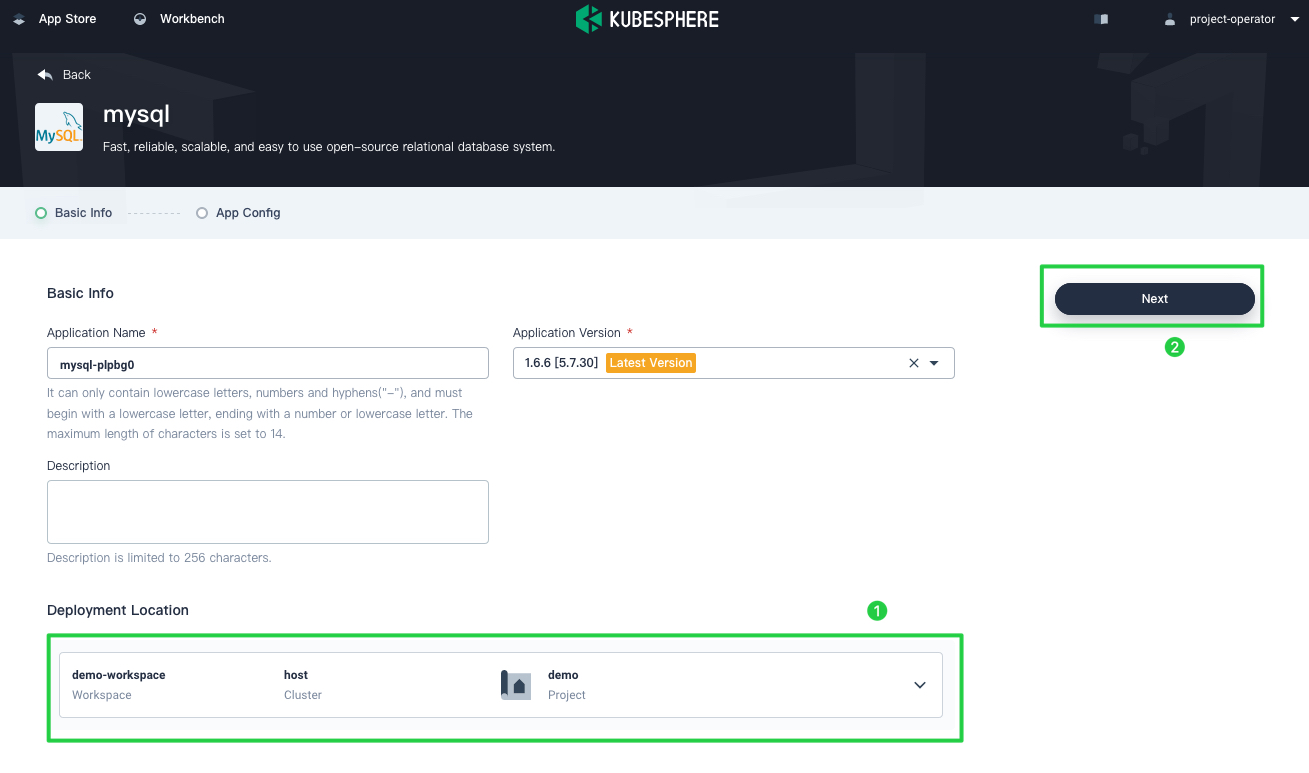 App Store
Workbench
KUBESPHERE
project-operator
Back
MySQL
mysql
Fast, reliable, scalable, and easy to use open-source relational database system.
Basic Info
App Config
Basic Info
Next
2
Application Name *
Application Version *
mysql-plpbg0
1.6.6 [5.7.30] Latest Version
It can only contain lowercase letters, numbers and hyphens("-"), and must
begin with a lowercase letter, ending with a number or lowercase letter. The
maximum length of characters is set to 14.
Description
Description is limited to 256 characters.
Deployment Location
1
demo-workspace
Workspace
host
Cluster
demo
Project